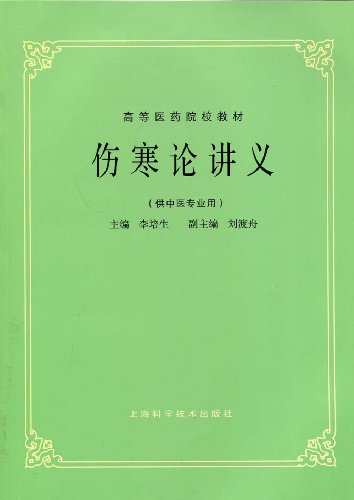 高等医药院校教材
伤寒论讲义
(供中医专业用)
主编 李培生 副主编 刘渡舟
上海科学技术出版社